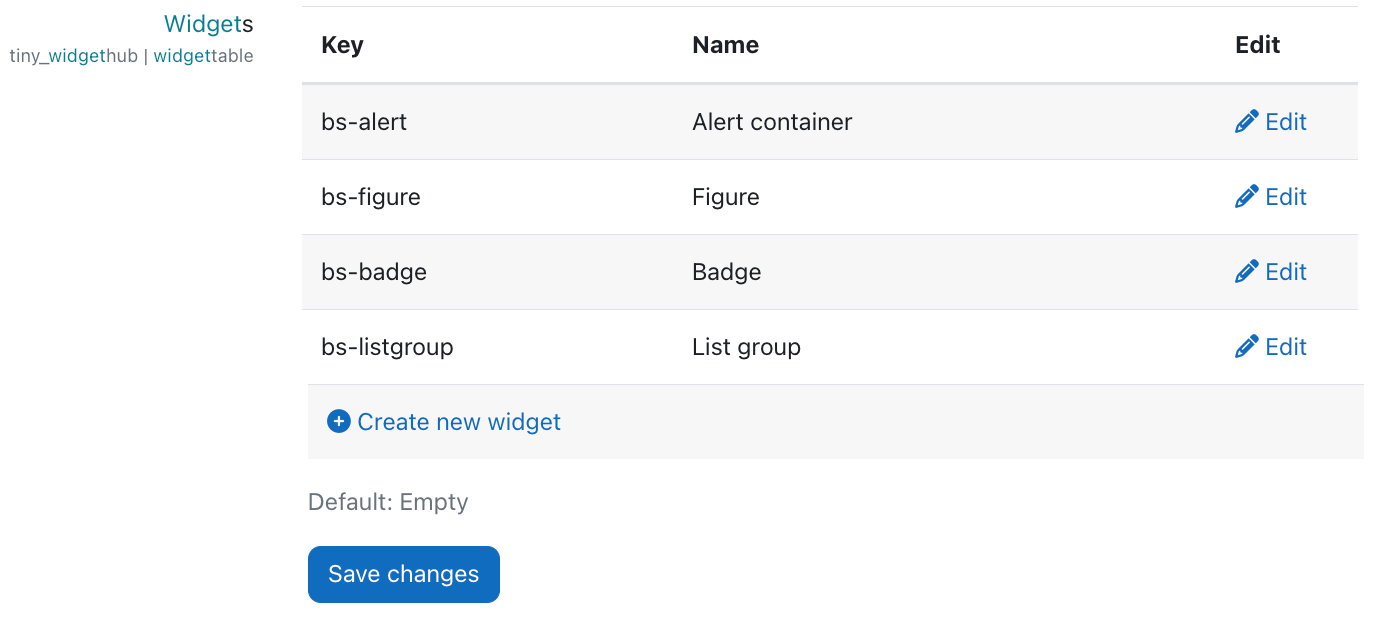 Widgets
tiny_widgethub | widgettable
Key Name Edit
bs-alert Alert container Edit
bs-figure Figure Edit
bs-badge Badge Edit
bs-listgroup List group Edit
Create new widget
Default: Empty
Save changes